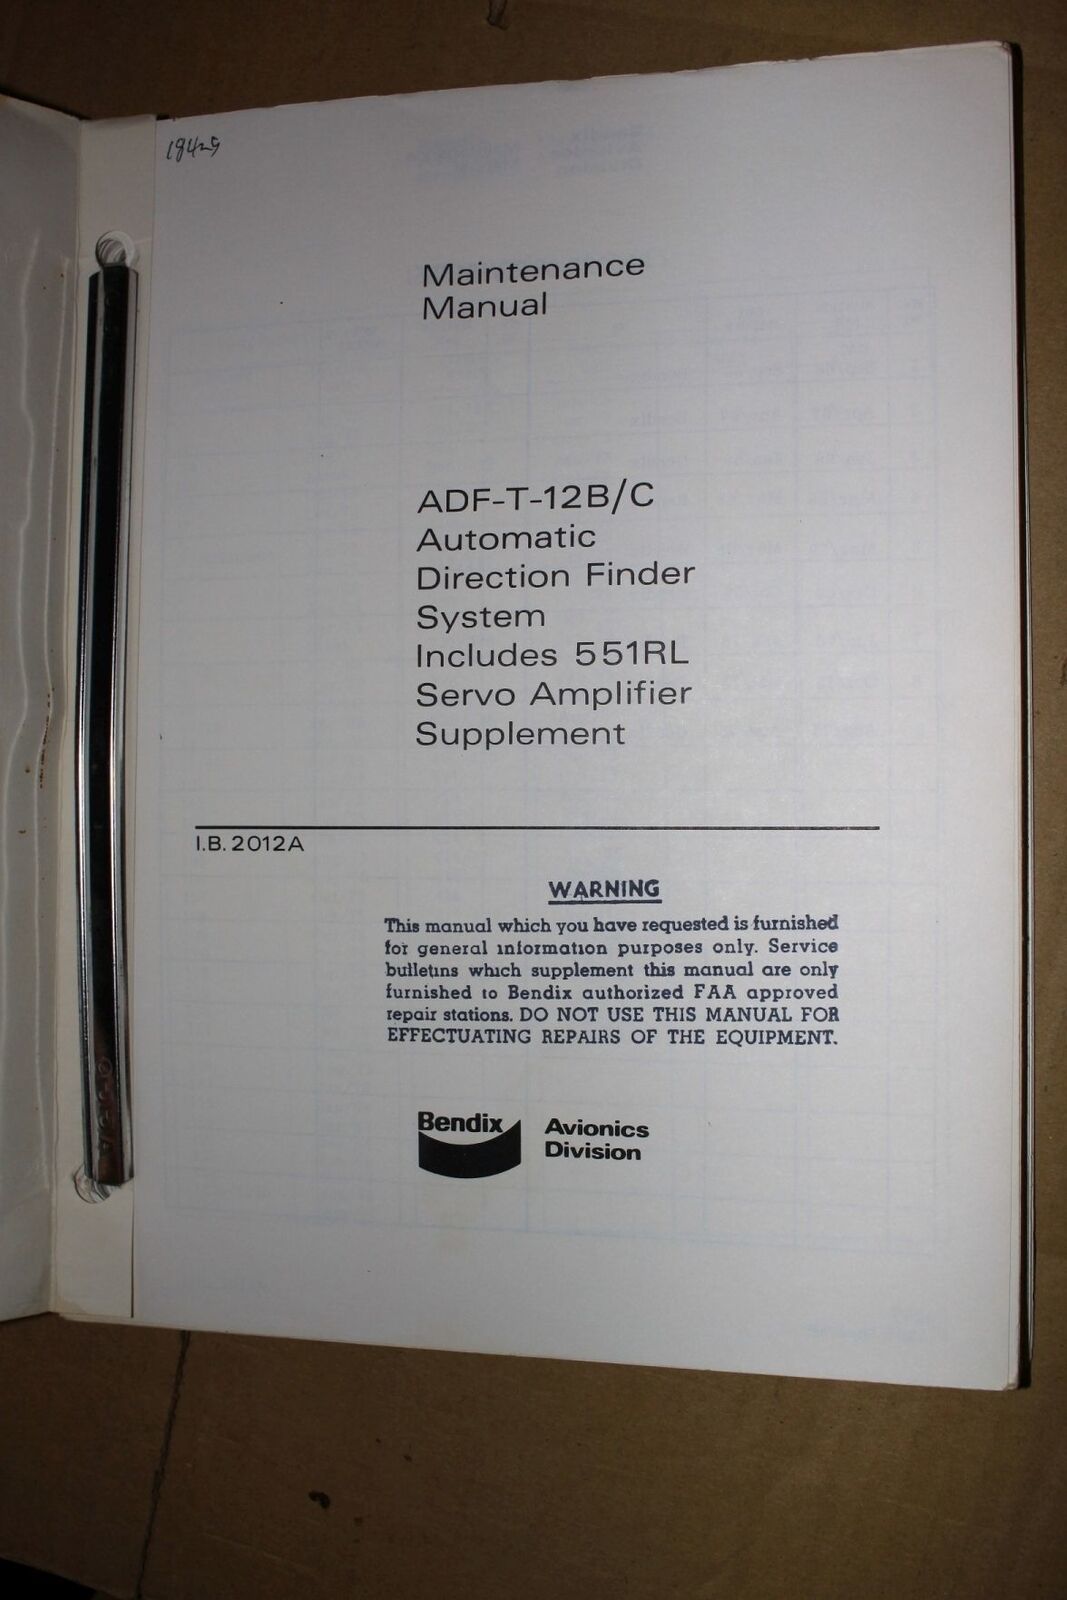 Maintenance
Manual
ADF-T-12B/C
Automatic
Direction Finder
System
Includes 551RL
Servo Amplifier
Supplement
I.B. 2012A
WARNING
This manual which you have requested is furnished
for general information purposes only. Service
bulletins which supplement this manual are only
furnished to Bendix authorized FAA approved
repair stations. DO NOT USE THIS MANUAL FOR
EFFECTUATING REPAIRS OF THE EQUIPMENT.
Bendix
Avionics
Division